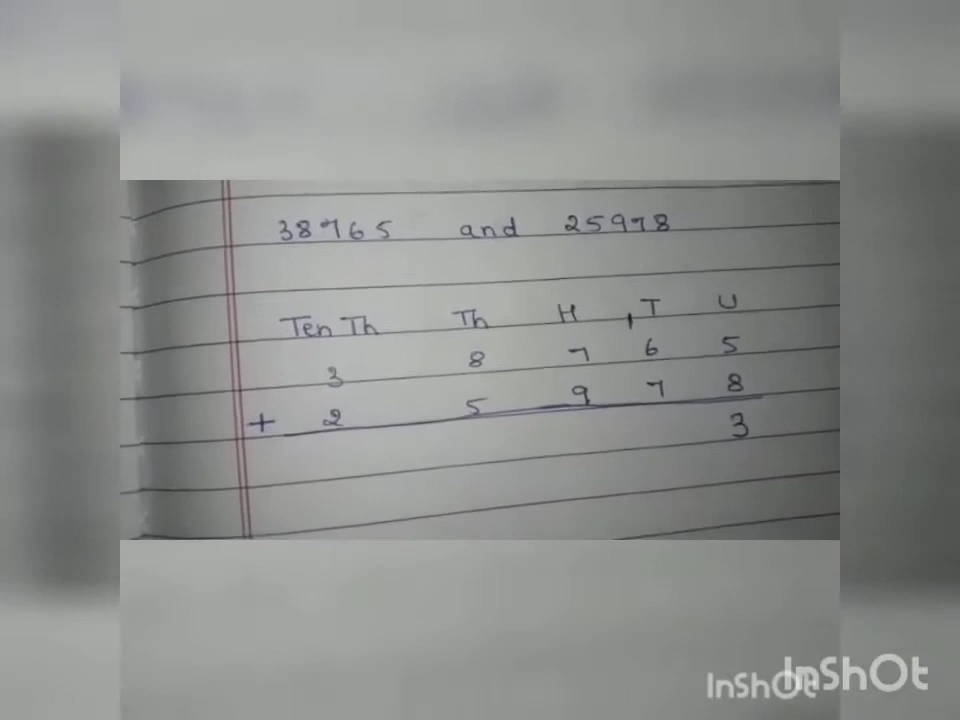 38765 and 25978
Ten Th Th H T U
1
3 8 7 6 5
+ 2 5 9 7 8
3
InShOt
InShOt